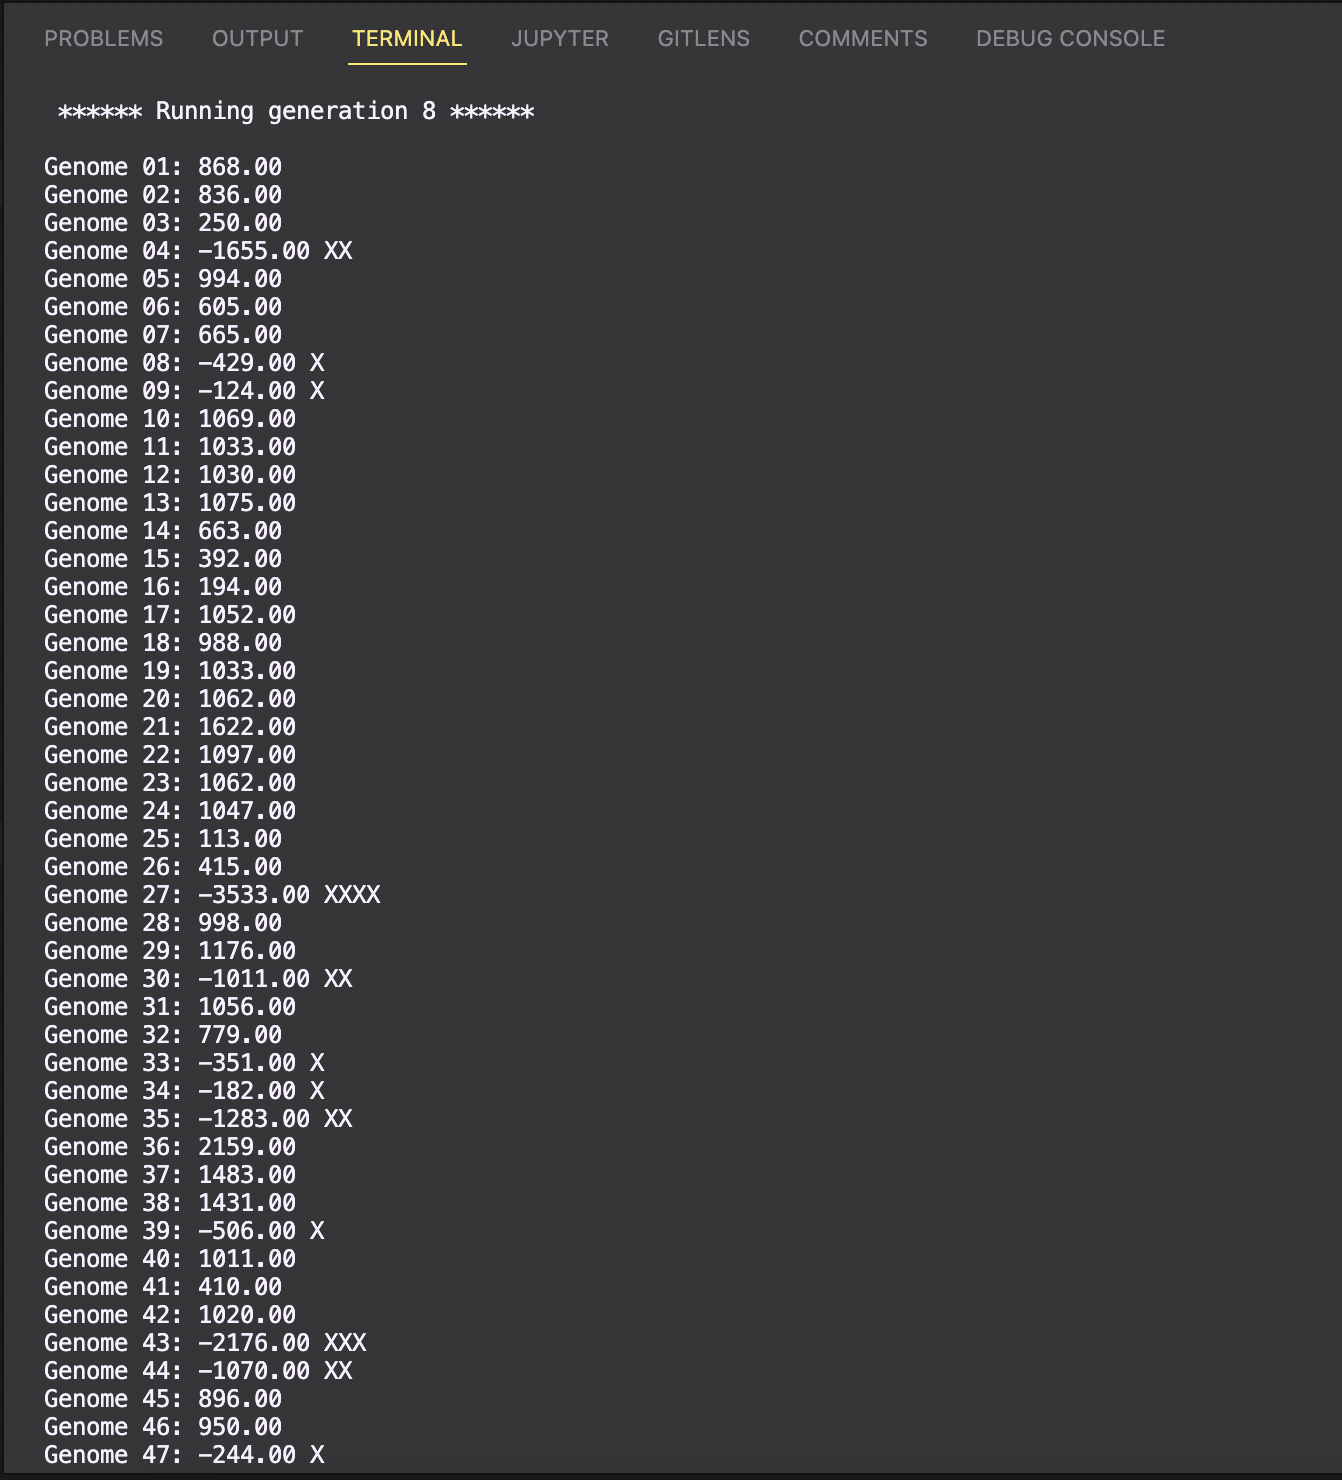 PROBLEMS OUTPUT TERMINAL JUPYTER GITLENS COMMENTS DEBUG CONSOLE
****** Running generation 8 ******
Genome 01: 868.00
Genome 02: 836.00
Genome 03: 250.00
Genome 04: -1655.00 XX
Genome 05: 994.00
Genome 06: 605.00
Genome 07: 665.00
Genome 08: -429.00 X
Genome 09: -124.00 X
Genome 10: 1069.00
Genome 11: 1033.00
Genome 12: 1030.00
Genome 13: 1075.00
Genome 14: 663.00
Genome 15: 392.00
Genome 16: 194.00
Genome 17: 1052.00
Genome 18: 988.00
Genome 19: 1033.00
Genome 20: 1062.00
Genome 21: 1622.00
Genome 22: 1097.00
Genome 23: 1062.00
Genome 24: 1047.00
Genome 25: 113.00
Genome 26: 415.00
Genome 27: -3533.00 XXXX
Genome 28: 998.00
Genome 29: 1176.00
Genome 30: -1011.00 XX
Genome 31: 1056.00
Genome 32: 779.00
Genome 33: -351.00 X
Genome 34: -182.00 X
Genome 35: -1283.00 XX
Genome 36: 2159.00
Genome 37: 1483.00
Genome 38: 1431.00
Genome 39: -506.00 X
Genome 40: 1011.00
Genome 41: 410.00
Genome 42: 1020.00
Genome 43: -2176.00 XXX
Genome 44: -1070.00 XX
Genome 45: 896.00
Genome 46: 950.00
Genome 47: -244.00 X